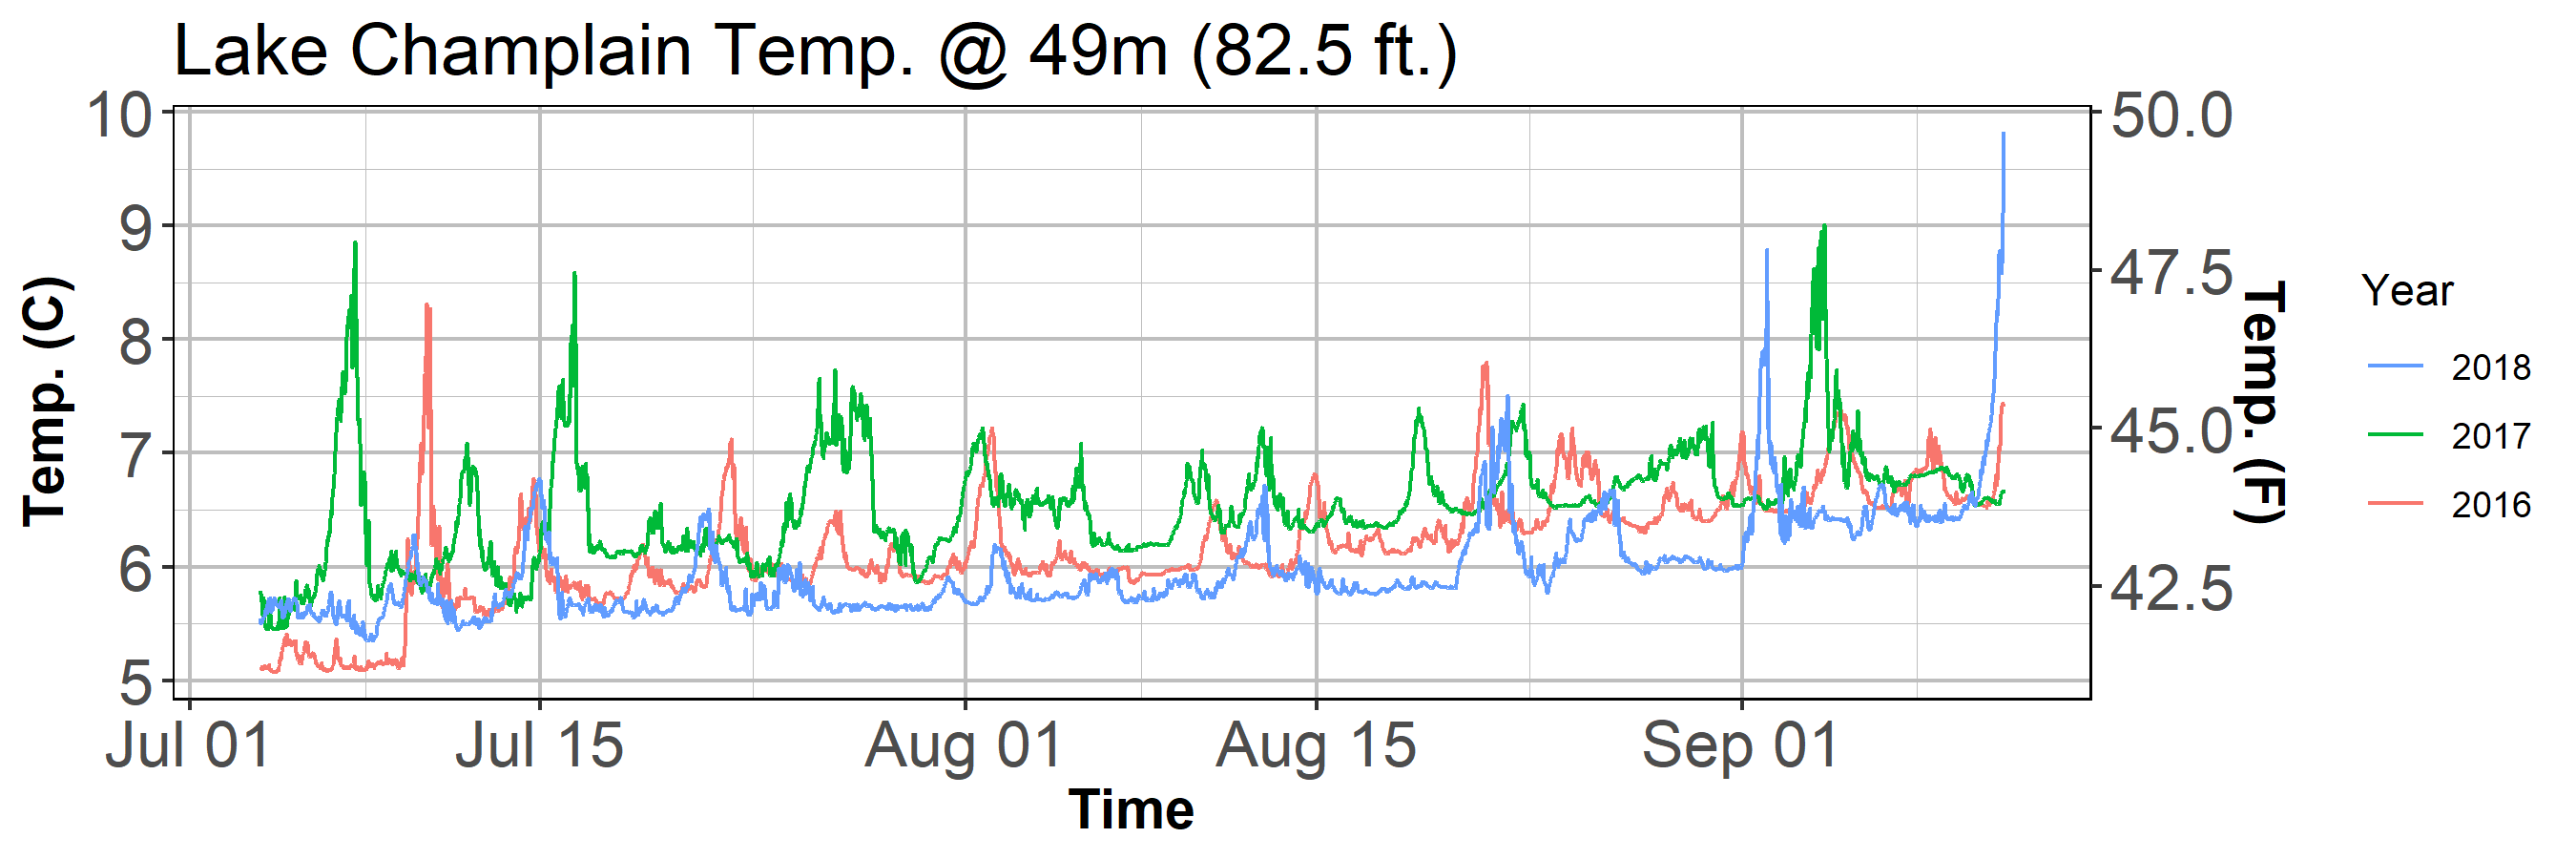 Lake Champlain Temp. @ 49m (82.5 ft.)
10
9
8
7
6
5
Temp. (C)
50.0
47.5
45.0
42.5
Temp. (F)
Jul 01
Jul 15
Aug 01
Aug 15
Sep 01
Time
Year
2018
2017
2016